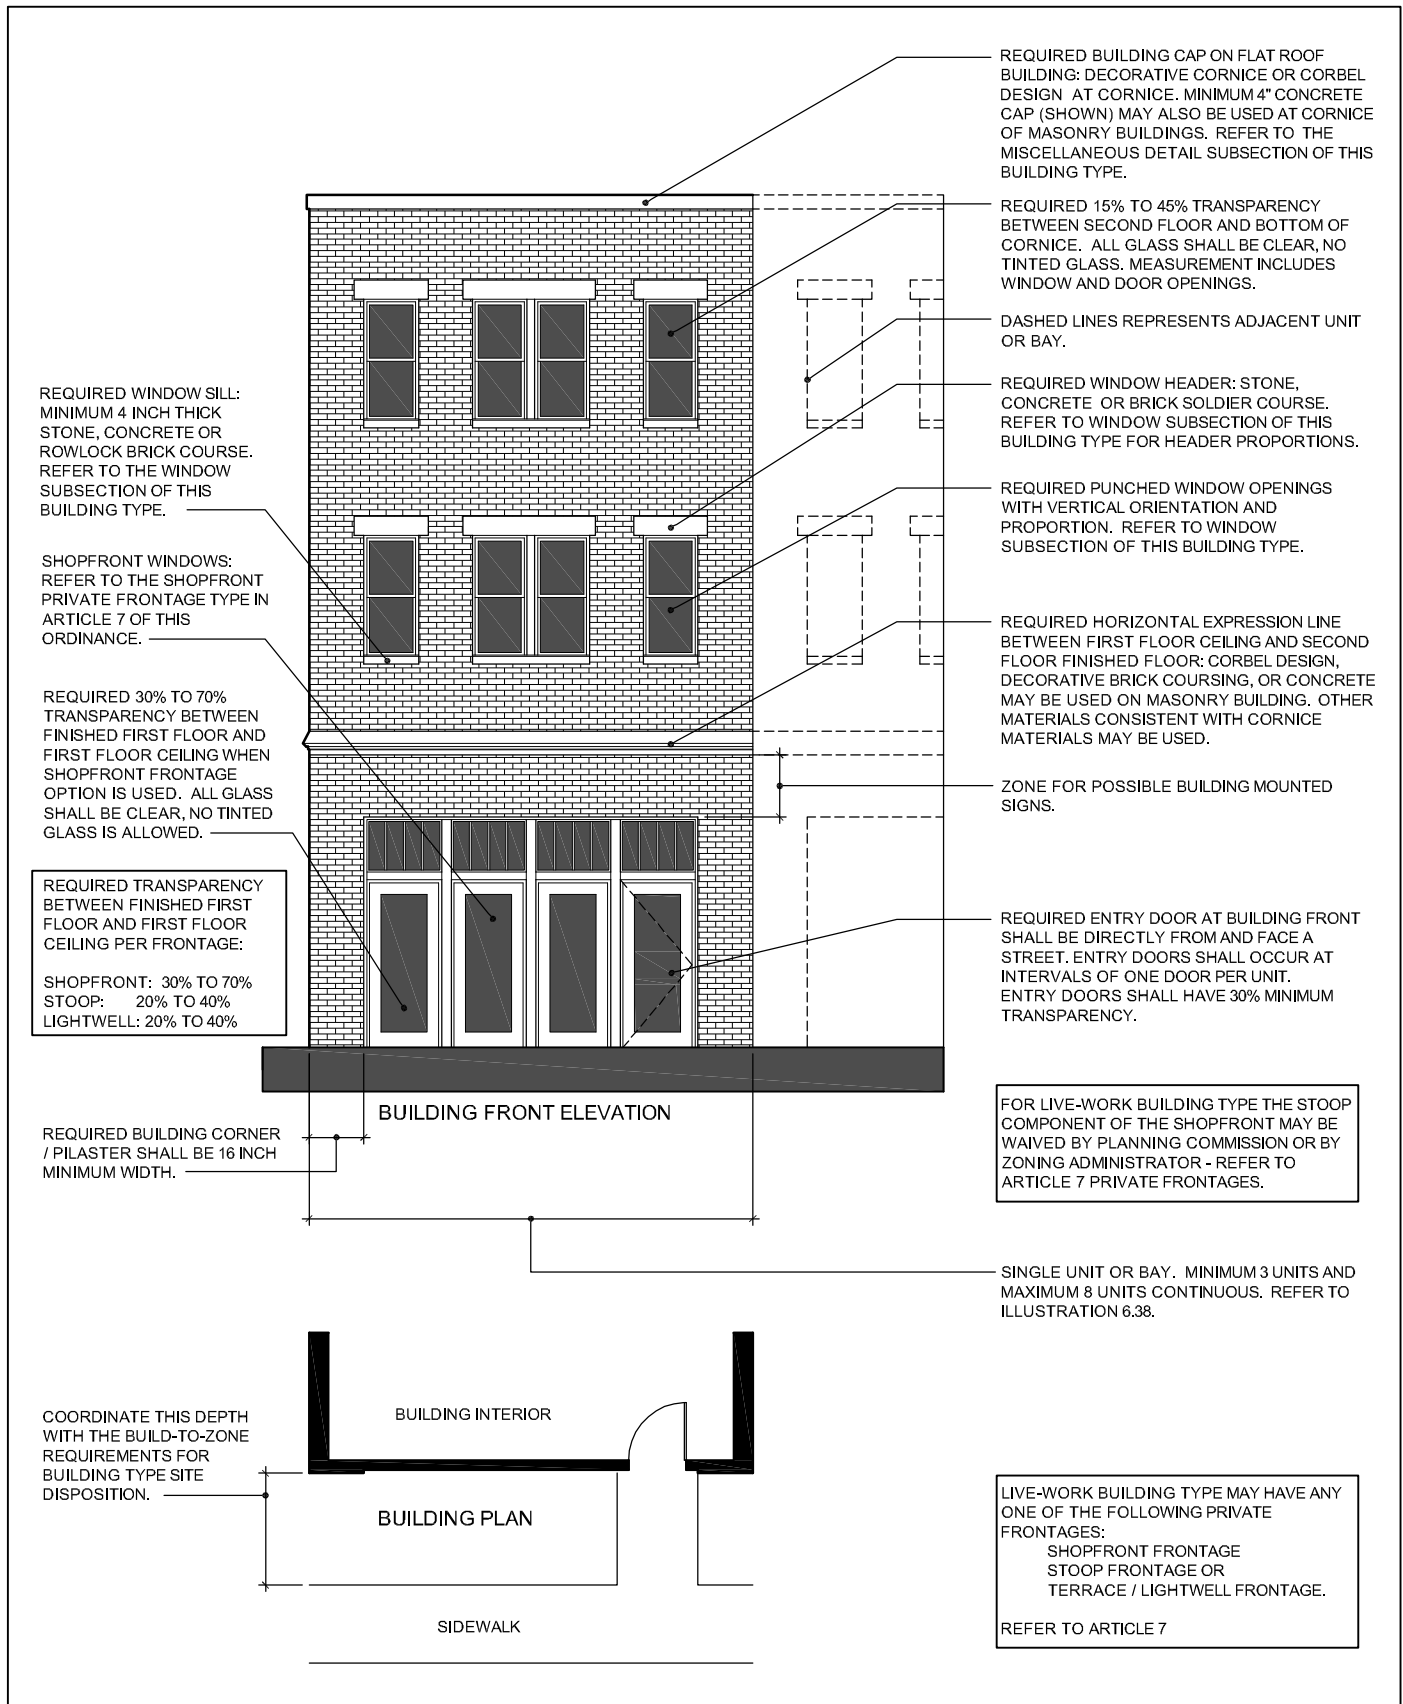 REQUIRED BUILDING CAP ON FLAT ROOF
BUILDING: DECORATIVE CORNICE OR CORBEL
DESIGN AT CORNICE. MINIMUM 4" CONCRETE
CAP (SHOWN) MAY ALSO BE USED AT CORNICE
OF MASONRY BUILDINGS. REFER TO THE
MISCELLANEOUS DETAIL SUBSECTION OF THIS
BUILDING TYPE.
REQUIRED 15% TO 45% TRANSPARENCY
BETWEEN SECOND FLOOR AND BOTTOM OF
CORNICE. ALL GLASS SHALL BE CLEAR, NO
TINTED GLASS. MEASUREMENT INCLUDES
WINDOW AND DOOR OPENINGS.
DASHED LINES REPRESENTS ADJACENT UNIT
OR BAY.
REQUIRED WINDOW HEADER: STONE,
CONCRETE OR BRICK SOLDIER COURSE.
REFER TO WINDOW SUBSECTION OF THIS
BUILDING TYPE FOR HEADER PROPORTIONS.
REQUIRED PUNCHED WINDOW OPENINGS
WITH VERTICAL ORIENTATION AND
PROPORTION. REFER TO WINDOW
SUBSECTION OF THIS BUILDING TYPE.
REQUIRED HORIZONTAL EXPRESSION LINE
BETWEEN FIRST FLOOR CEILING AND SECOND
FLOOR FINISHED FLOOR: CORBEL DESIGN,
DECORATIVE BRICK COURSING, OR CONCRETE
MAY BE USED ON MASONRY BUILDING. OTHER
MATERIALS CONSISTENT WITH CORNICE
MATERIALS MAY BE USED.
ZONE FOR POSSIBLE BUILDING MOUNTED
SIGNS.
REQUIRED ENTRY DOOR AT BUILDING FRONT
SHALL BE DIRECTLY FROM AND FACE A
STREET. ENTRY DOORS SHALL OCCUR AT
INTERVALS OF ONE DOOR PER UNIT.
ENTRY DOORS SHALL HAVE 30% MINIMUM
TRANSPARENCY.
REQUIRED WINDOW SILL:
MINIMUM 4 INCH THICK
STONE, CONCRETE OR
ROWLOCK BRICK COURSE.
REFER TO THE WINDOW
SUBSECTION OF THIS
BUILDING TYPE.
SHOPFRONT WINDOWS:
REFER TO THE SHOPFRONT
PRIVATE FRONTAGE TYPE IN
ARTICLE 7 OF THIS
ORDINANCE.
REQUIRED 30% TO 70%
TRANSPARENCY BETWEEN
FINISHED FIRST FLOOR AND
FIRST FLOOR CEILING WHEN
SHOPFRONT FRONTAGE
OPTION IS USED. ALL GLASS
SHALL BE CLEAR, NO TINTED
GLASS IS ALLOWED.
REQUIRED TRANSPARENCY
BETWEEN FINISHED FIRST
FLOOR AND FIRST FLOOR
CEILING PER FRONTAGE:
SHOPFRONT: 30% TO 70%
STOOP: 20% TO 40%
LIGHTWELL: 20% TO 40%
BUILDING FRONT ELEVATION
REQUIRED BUILDING CORNER
/ PILASTER SHALL BE 16 INCH
MINIMUM WIDTH.
FOR LIVE-WORK BUILDING TYPE THE STOOP
COMPONENT OF THE SHOPFRONT MAY BE
WAIVED BY PLANNING COMMISSION OR BY
ZONING ADMINISTRATOR - REFER TO
ARTICLE 7 PRIVATE FRONTAGES.
SINGLE UNIT OR BAY. MINIMUM 3 UNITS AND
MAXIMUM 8 UNITS CONTINUOUS. REFER TO
ILLUSTRATION 6.38.
BUILDING INTERIOR
COORDINATE THIS DEPTH
WITH THE BUILD-TO-ZONE
REQUIREMENTS FOR
BUILDING TYPE SITE
DISPOSITION.
BUILDING PLAN
SIDEWALK
LIVE-WORK BUILDING TYPE MAY HAVE ANY
ONE OF THE FOLLOWING PRIVATE
FRONTAGES:
SHOPFRONT FRONTAGE
STOOP FRONTAGE OR
TERRACE / LIGHTWELL FRONTAGE.
REFER TO ARTICLE 7